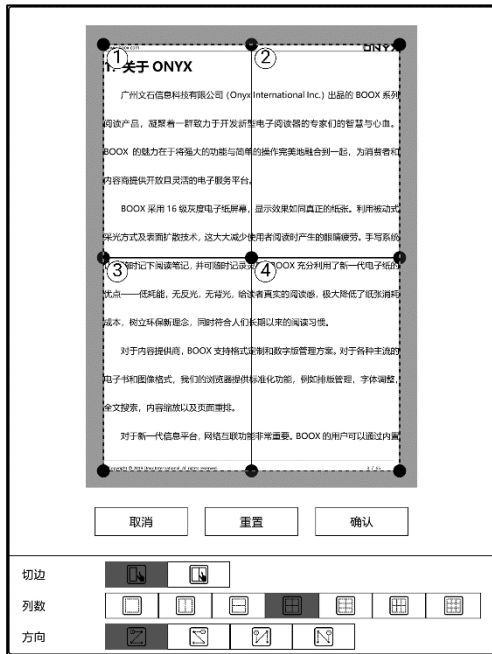 ONYX
① ②
1. 关于 ONYX
广州文石信息科技有限公司（Onyx International Inc.）出品的 BOOX 系列
阅读产品，凝聚着一群致力于开发新型电子阅读器的专家们的智慧与心血。
BOOX 的魅力在于将强大的功能与简单的操作完美地融合到一起，为消费者和
内容商提供开放且灵活的电子服务平台。
BOOX 采用 16 级灰度电子纸屏幕，显示效果如同真正的纸张。利用被动式
采光方式及表面扩散技术，这大大减少使用者阅读时产生的眼睛疲劳。手写系统
③ ④
随时记下阅读笔记，并可随时记录 BOOX 充分利用了新一代电子纸的
优点——低耗能，无反光，无背光，给读者真实的阅读感，极大降低了纸张消耗
成本，树立环保新理念，同时符合人们长期以来的阅读习惯。
对于内容提供商，BOOX 支持格式定制和数字版管理方案。对于各种主流的
电子书和图像格式，我们的浏览器提供标准化功能，例如排版管理，字体调整，
全文搜索，内容缩放以及页面重排。
对于新一代信息平台，网络互联功能非常重要。BOOX 的用户可以通过内置
取消 重置 确认
切边
列数
方向